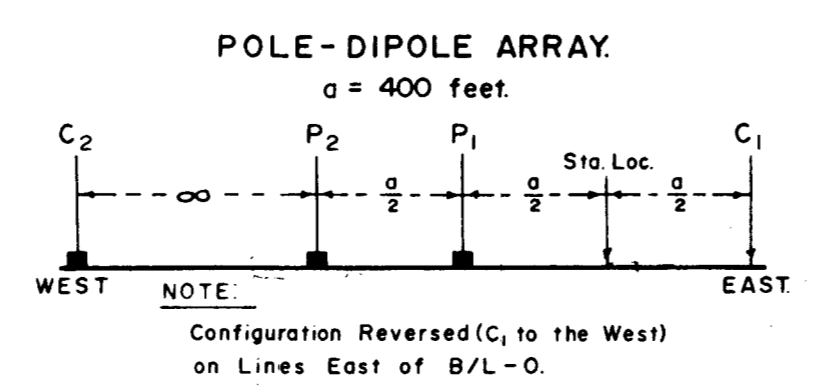 POLE-DIPOLE ARRAY.
a = 400 feet.
C2 P2 P1 Sta. Loc. C1
∞ a/2 a/2 a/2
WEST EAST.
NOTE:
Configuration Reversed (C1 to the West)
on Lines East of B/L-O.